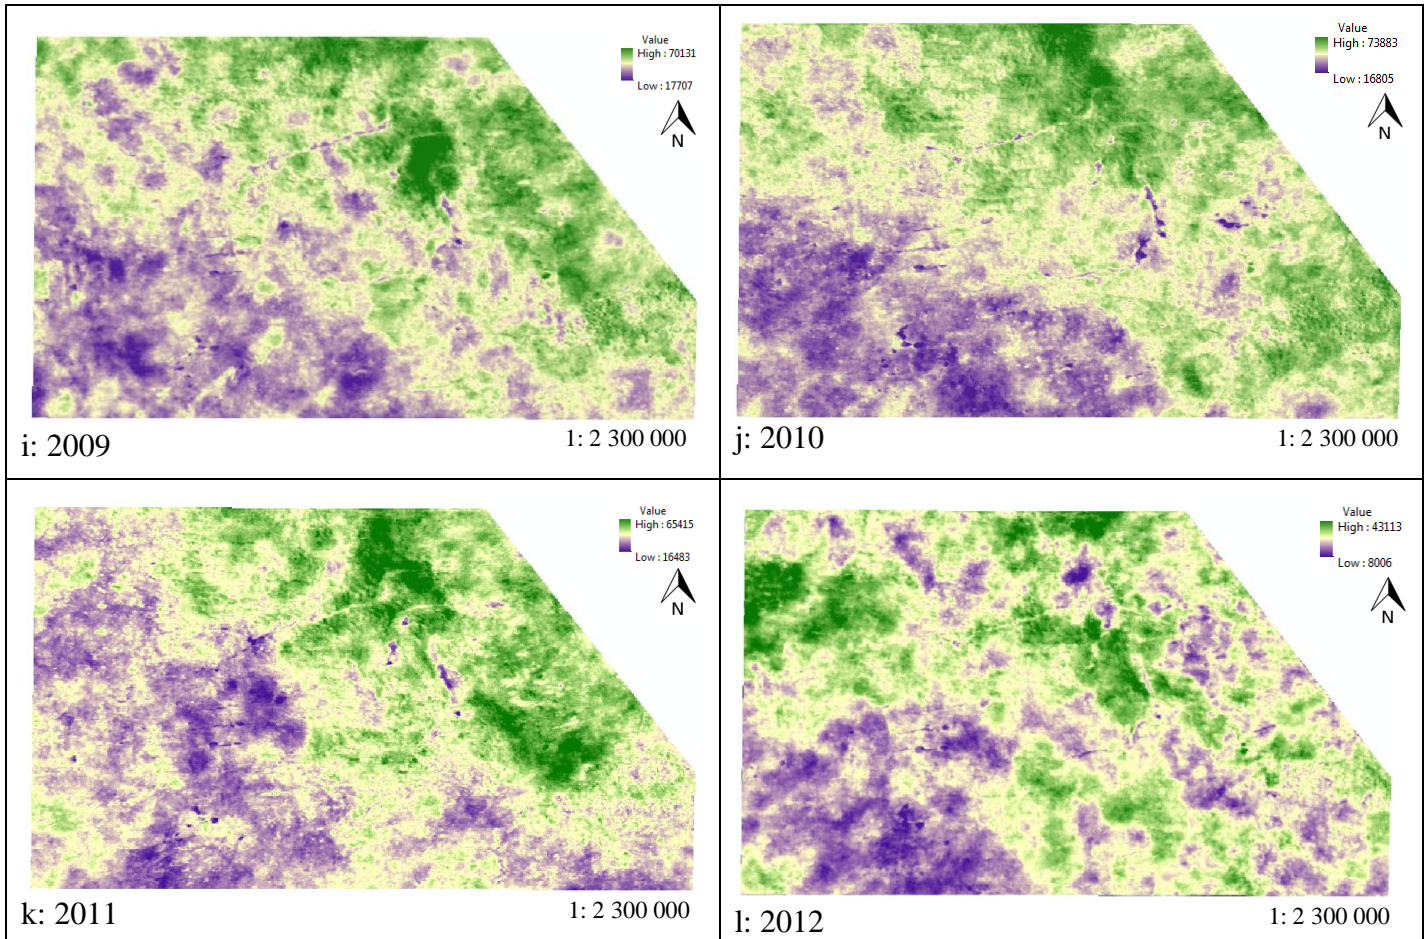 Value
High : 70131
Low : 17707
N
i: 2009
1: 2 300 000
Value
High : 73883
Low : 16805
N
j: 2010
1: 2 300 000
Value
High : 65415
Low : 16483
N
k: 2011
1: 2 300 000
Value
High : 43113
Low : 8006
N
l: 2012
1: 2 300 000